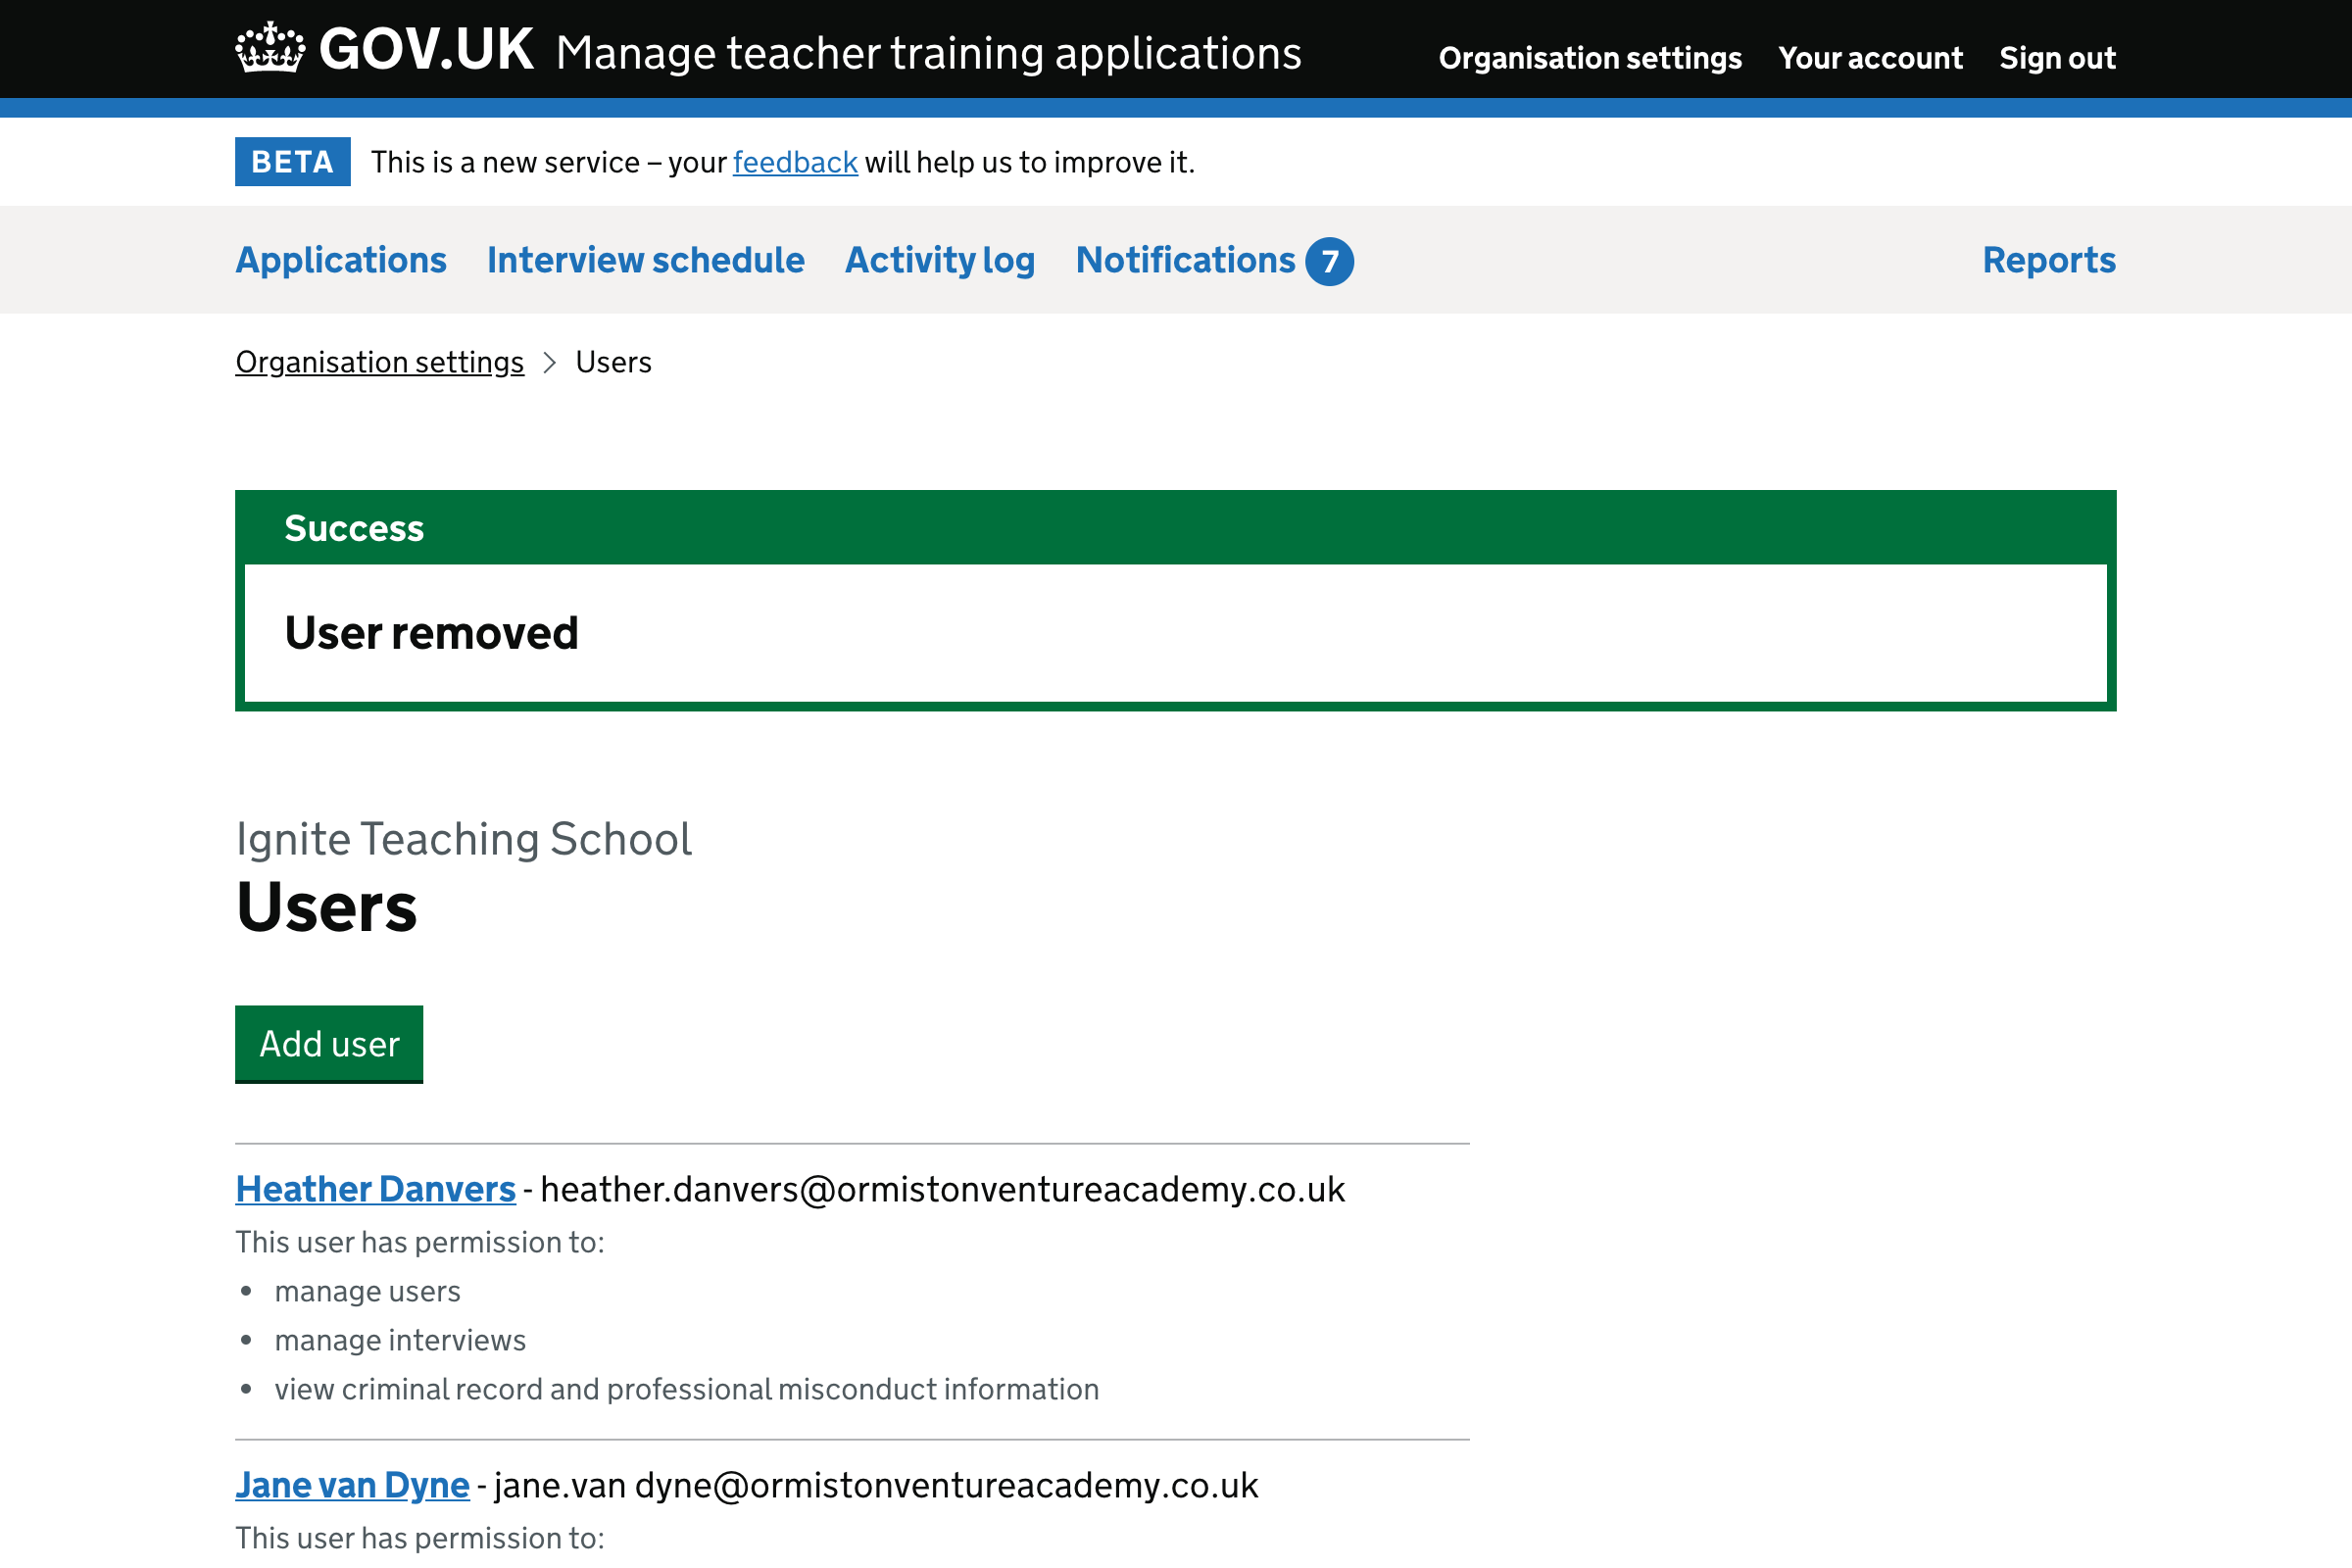 GOV.UK Manage teacher training applications Organisation settings Your account Sign out
BETA This is a new service – your feedback will help us to improve it.
Applications Interview schedule Activity log Notifications 7 Reports
Organisation settings > Users
Success
User removed
Ignite Teaching School
Users
Add user
Heather Danvers - heather.danvers@ormistonventureacademy.co.uk
This user has permission to:
• manage users
• manage interviews
• view criminal record and professional misconduct information
Jane van Dyne - jane.van dyne@ormistonventureacademy.co.uk
This user has permission to: